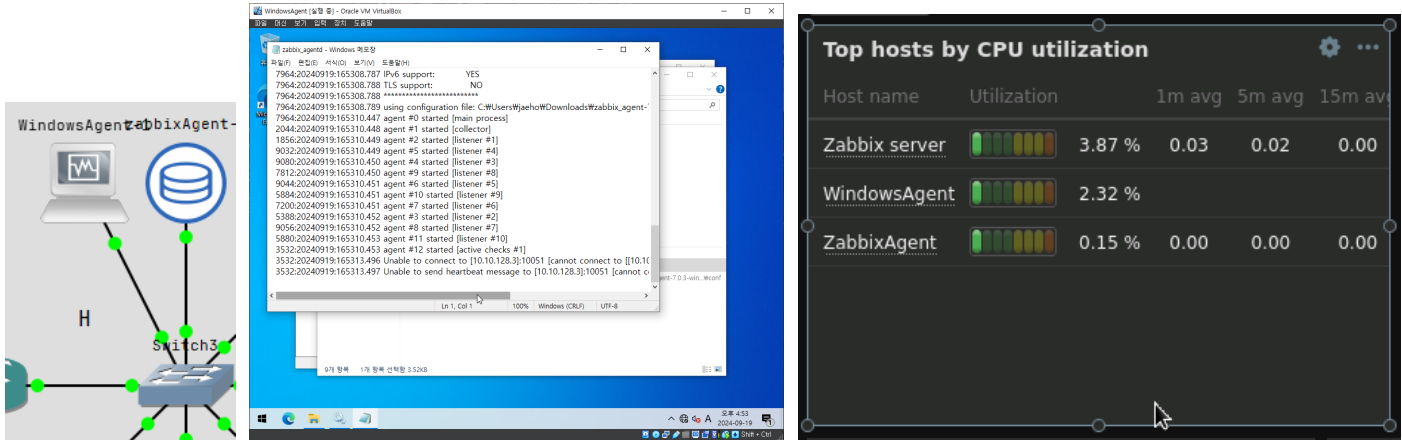 WindowsAgent-1
ZabbixAgent-
H
Switch3
WindowsAgent [실행 중] - Oracle VM VirtualBox
파일 머신 보기 입력 장치 도움말
zabbix_agentd - Windows 메모장
파일(F) 편집(E) 서식(O) 보기(V) 도움말(H)
7964:20240919:165308.787 IPv6 support: YES
7964:20240919:165308.788 TLS support: NO
7964:20240919:165308.788 **************************
7964:20240919:165308.789 using configuration file: C:₩Users₩jaeho₩Downloads₩zabbix_agent-
7964:20240919:165310.447 agent #0 started [main process]
2044:20240919:165310.448 agent #1 started [collector]
1856:20240919:165310.449 agent #2 started [listener #1]
9032:20240919:165310.449 agent #5 started [listener #4]
9080:20240919:165310.450 agent #4 started [listener #3]
7812:20240919:165310.450 agent #9 started [listener #8]
9044:20240919:165310.451 agent #6 started [listener #5]
5884:20240919:165310.451 agent #10 started [listener #9]
7200:20240919:165310.451 agent #7 started [listener #6]
5388:20240919:165310.452 agent #3 started [listener #2]
9056:20240919:165310.452 agent #8 started [listener #7]
5880:20240919:165310.453 agent #11 started [listener #10]
3532:20240919:165310.453 agent #12 started [active checks #1]
3532:20240919:165313.496 Unable to connect to [10.10.128.3]:10051 [cannot connect to [[10.10
3532:20240919:165313.497 Unable to send heartbeat message to [10.10.128.3]:10051 [cannot c
Ln 1, Col 1 100% Windows (CRLF) UTF-8
ent-7.0.3-win...₩conf
9개 항목 1개 항목 선택함 3.52KB
A
오후 4:53
2024-09-19
Shift + Ctrl
Top hosts by CPU utilization
Host name Utilization 1m avg 5m avg 15m avg
Zabbix server 3.87 % 0.03 0.02 0.00
WindowsAgent 2.32 %
ZabbixAgent 0.15 % 0.00 0.00 0.00